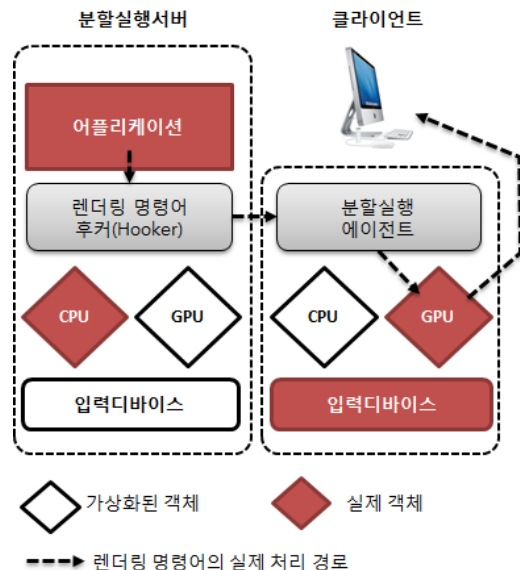 분할실행서버
클라이언트
어플리케이션
렌더링 명령어
후커(Hooker)
분할실행
에이전트
CPU
GPU
CPU
GPU
입력디바이스
입력디바이스
가상화된 객체
실제 객체
렌더링 명령어의 실제 처리 경로